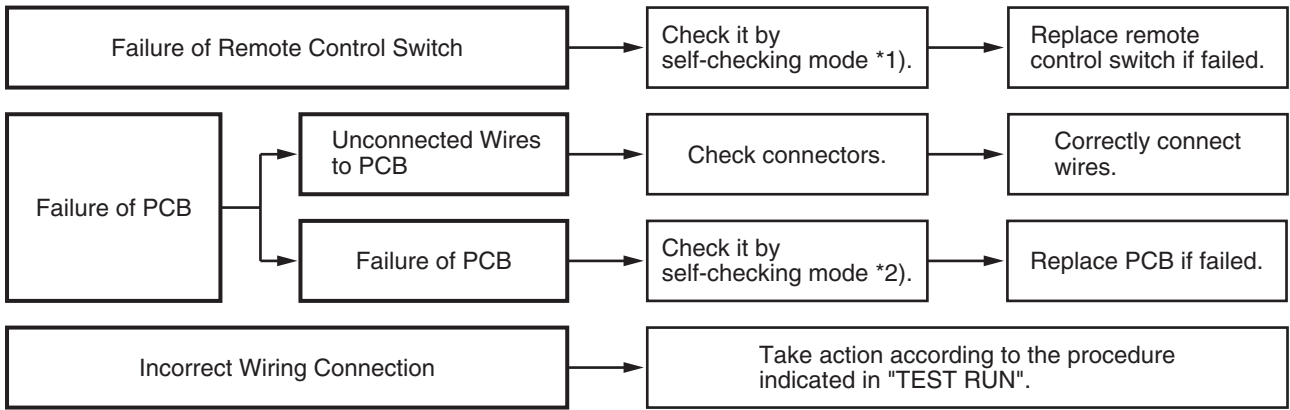 Failure of Remote Control Switch
Check it by
self-checking mode *1).
Replace remote
control switch if failed.
Failure of PCB
Unconnected Wires
to PCB
Check connectors.
Correctly connect
wires.
Failure of PCB
Check it by
self-checking mode *2).
Replace PCB if failed.
Incorrect Wiring Connection
Take action according to the procedure
indicated in "TEST RUN".